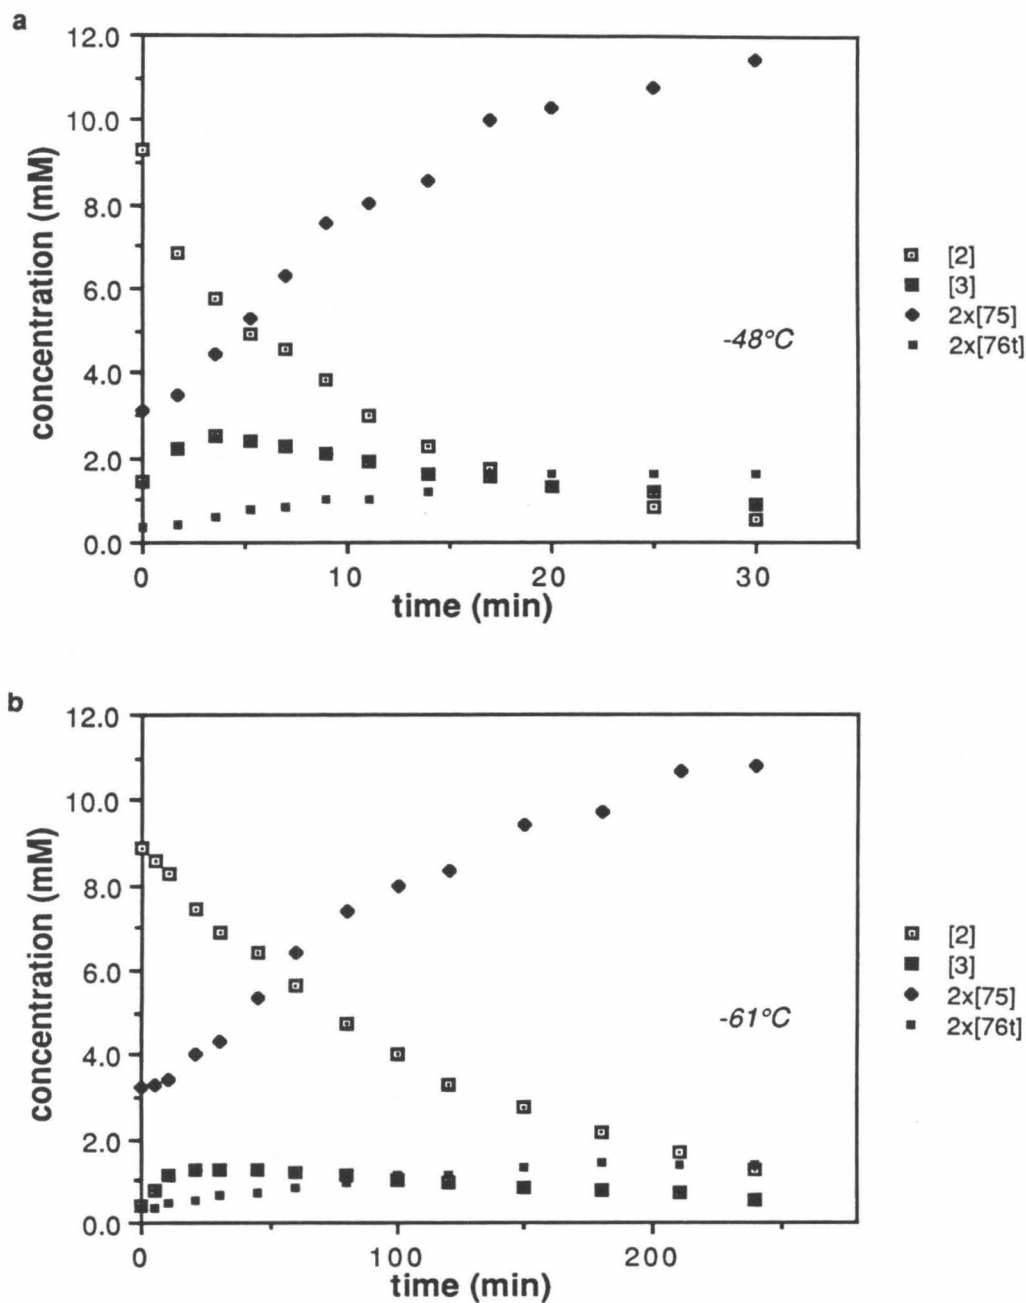 a
12.0
10.0
8.0
6.0
4.0
2.0
0.0
concentration (mM)
0 10 20 30
time (min)
-48°C
[2]
[3]
2x[75]
2x[76t]
b
12.0
10.0
8.0
6.0
4.0
2.0
0.0
concentration (mM)
0 100 200
time (min)
-61°C
[2]
[3]
2x[75]
2x[76t]